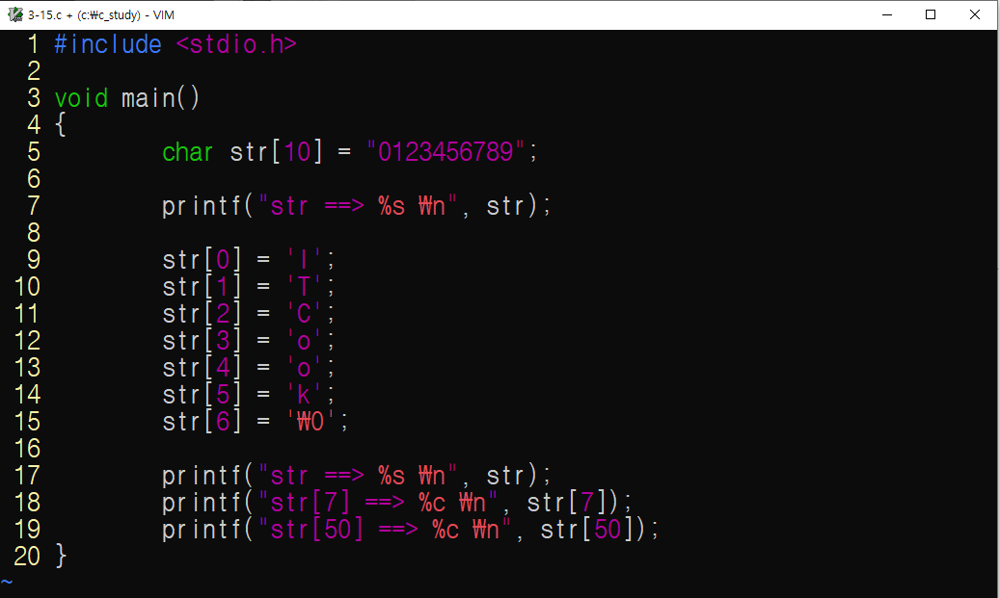 3-15.c + (c:₩c_study) - VIM
1 #include <stdio.h>
2
3 void main()
4 {
5 char str[10] = "0123456789";
6
7 printf("str ==> %s ₩n", str);
8
9 str[0] = 'I';
10 str[1] = 'T';
11 str[2] = 'C';
12 str[3] = 'o';
13 str[4] = 'o';
14 str[5] = 'k';
15 str[6] = '₩0';
16
17 printf("str ==> %s ₩n", str);
18 printf("str[7] ==> %c ₩n", str[7]);
19 printf("str[50] ==> %c ₩n", str[50]);
20 }
~